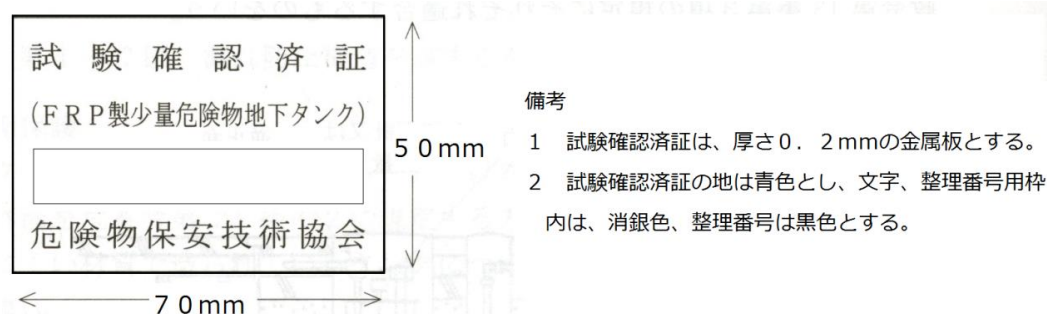 試験確認済証
(FRP製少量危険物地下タンク)
危険物保安技術協会
50mm
70mm
備考
1 試験確認済証は、厚さ0.2mmの金属板とする。
2 試験確認済証の地は青色とし、文字、整理番号用枠
内は、消銀色、整理番号は黒色とする。